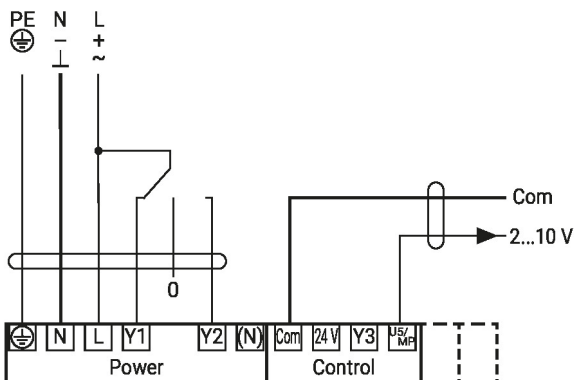 PE N L
− +
~
Com
2...10 V
0
N L Y1 Y2 (N) Com 24 V Y3 U5/MP
Power Control